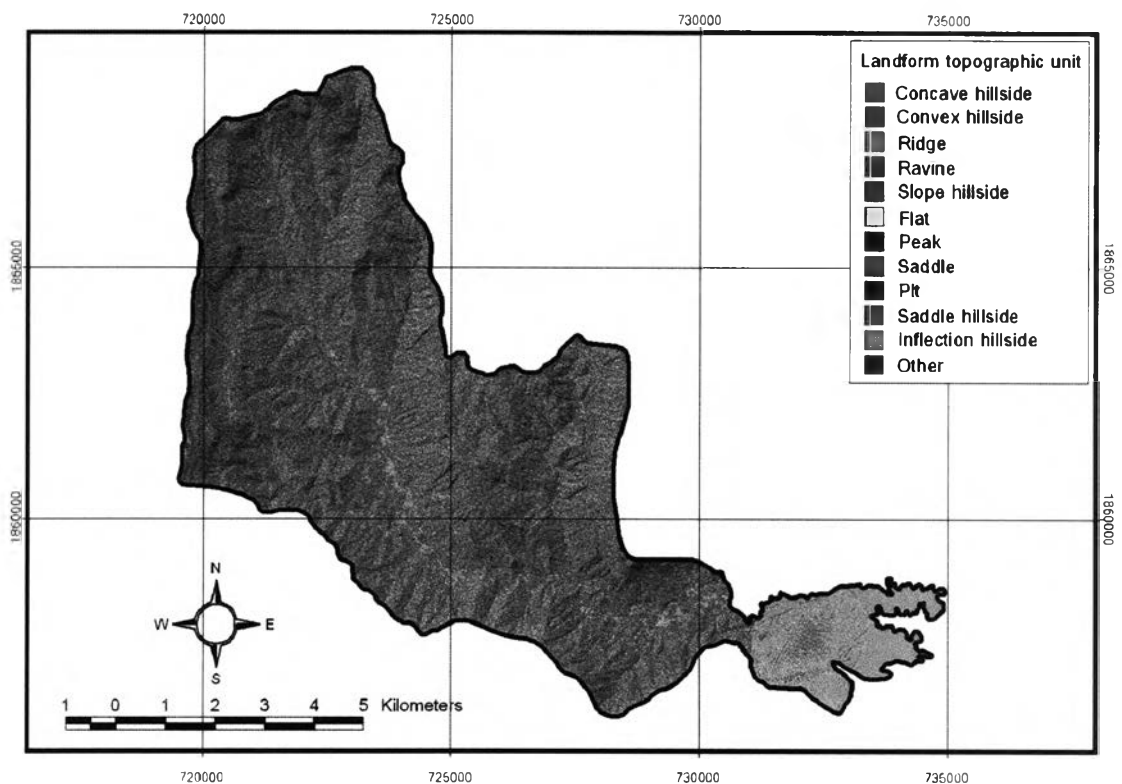 720000 725000 730000 735000
Landform topographic unit
Concave hillside
Convex hillside
Ridge
Ravine
Slope hillside
Flat
Peak
Saddle
Pit
Saddle hillside
Inflection hillside
Other
1865000 1865000
1860000 1860000
N
W E
S
1 0 1 2 3 4 5 Kilometers
720000 725000 730000 735000